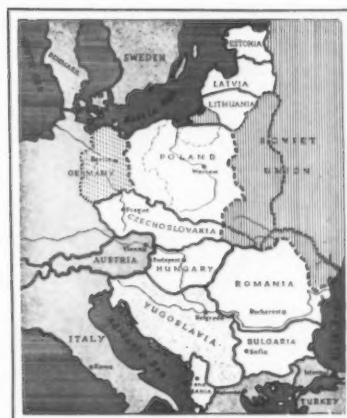 ESTONIA
SWEDEN
DENMARK
LATVIA
LITHUANIA
SOVIET
UNION
POLAND
Warsaw
Berlin
GERMANY
Prague
CZECHOSLOVAKIA
Vienna
AUSTRIA
Budapest
HUNGARY
ROMANIA
Bucharest
Belgrade
YUGOSLAVIA
ITALY
Rome
BULGARIA
Sofia
TURKEY